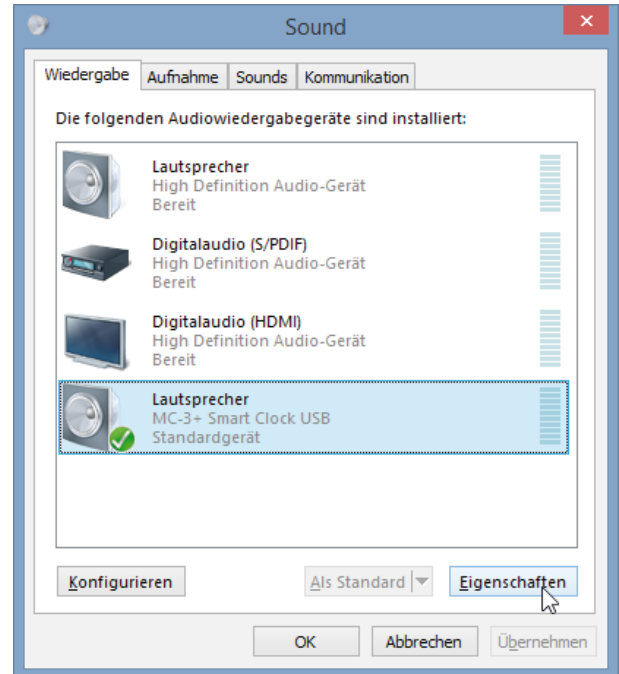 Sound
Wiedergabe Aufnahme Sounds Kommunikation
Die folgenden Audiowiedergabegeräte sind installiert:
Lautsprecher
High Definition Audio-Gerät
Bereit
Digitalaudio (S/PDIF)
High Definition Audio-Gerät
Bereit
Digitalaudio (HDMI)
High Definition Audio-Gerät
Bereit
Lautsprecher
MC-3+ Smart Clock USB
Standardgerät
Konfigurieren Als Standard Eigenschaften
OK Abbrechen Übernehmen